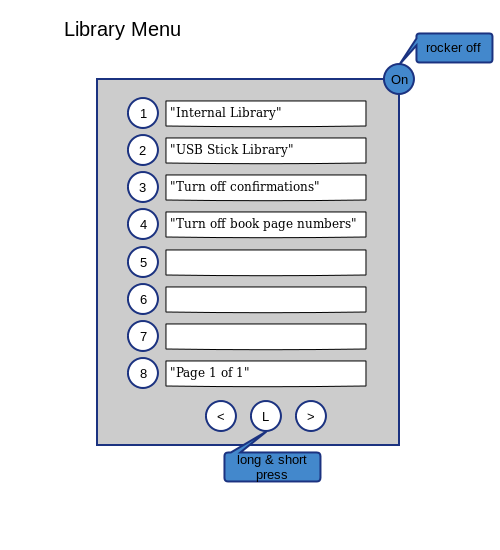 Library Menu
rocker off
On
1 "Internal Library"
2 "USB Stick Library"
3 "Turn off confirmations"
4 "Turn off book page numbers"
5
6
7
8 "Page 1 of 1"
< L >
long & short
press